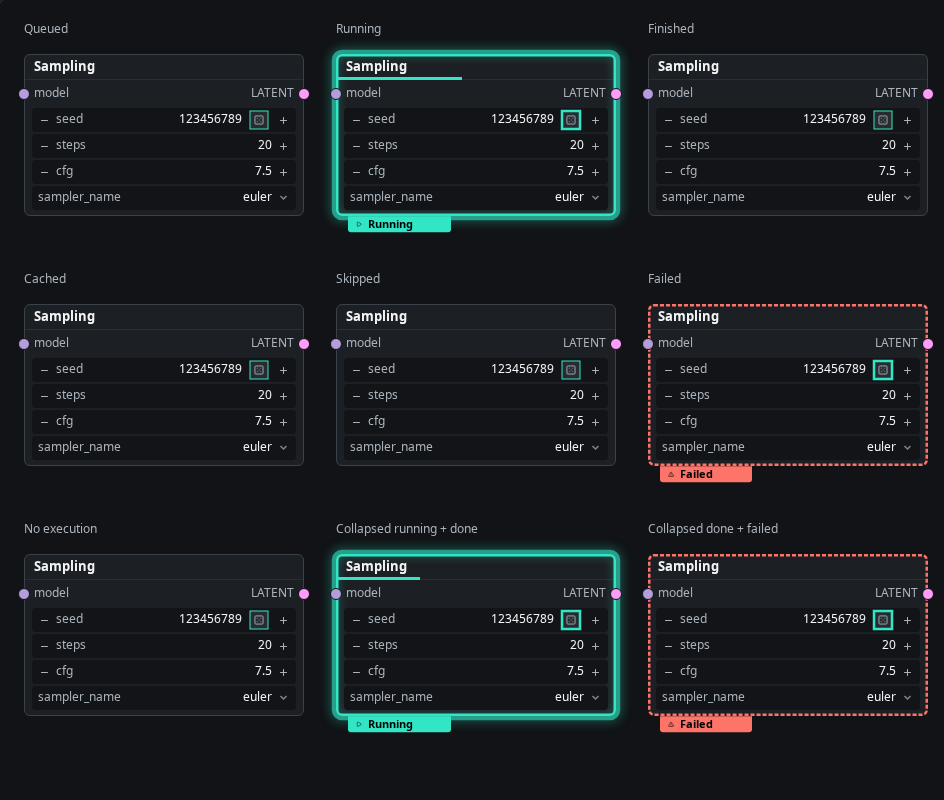 Queued Running Finished
Sampling Sampling Sampling
model LATENT model LATENT model LATENT
– seed 123456789 + – seed 123456789 + – seed 123456789 +
– steps 20 + – steps 20 + – steps 20 +
– cfg 7.5 + – cfg 7.5 + – cfg 7.5 +
sampler_name euler sampler_name euler sampler_name euler
Running
Cached Skipped Failed
Sampling Sampling Sampling
model LATENT model LATENT model LATENT
– seed 123456789 + – seed 123456789 + – seed 123456789 +
– steps 20 + – steps 20 + – steps 20 +
– cfg 7.5 + – cfg 7.5 + – cfg 7.5 +
sampler_name euler sampler_name euler sampler_name euler
Failed
No execution Collapsed running + done Collapsed done + failed
Sampling Sampling Sampling
model LATENT model LATENT model LATENT
– seed 123456789 + – seed 123456789 + – seed 123456789 +
– steps 20 + – steps 20 + – steps 20 +
– cfg 7.5 + – cfg 7.5 + – cfg 7.5 +
sampler_name euler sampler_name euler sampler_name euler
Running Failed